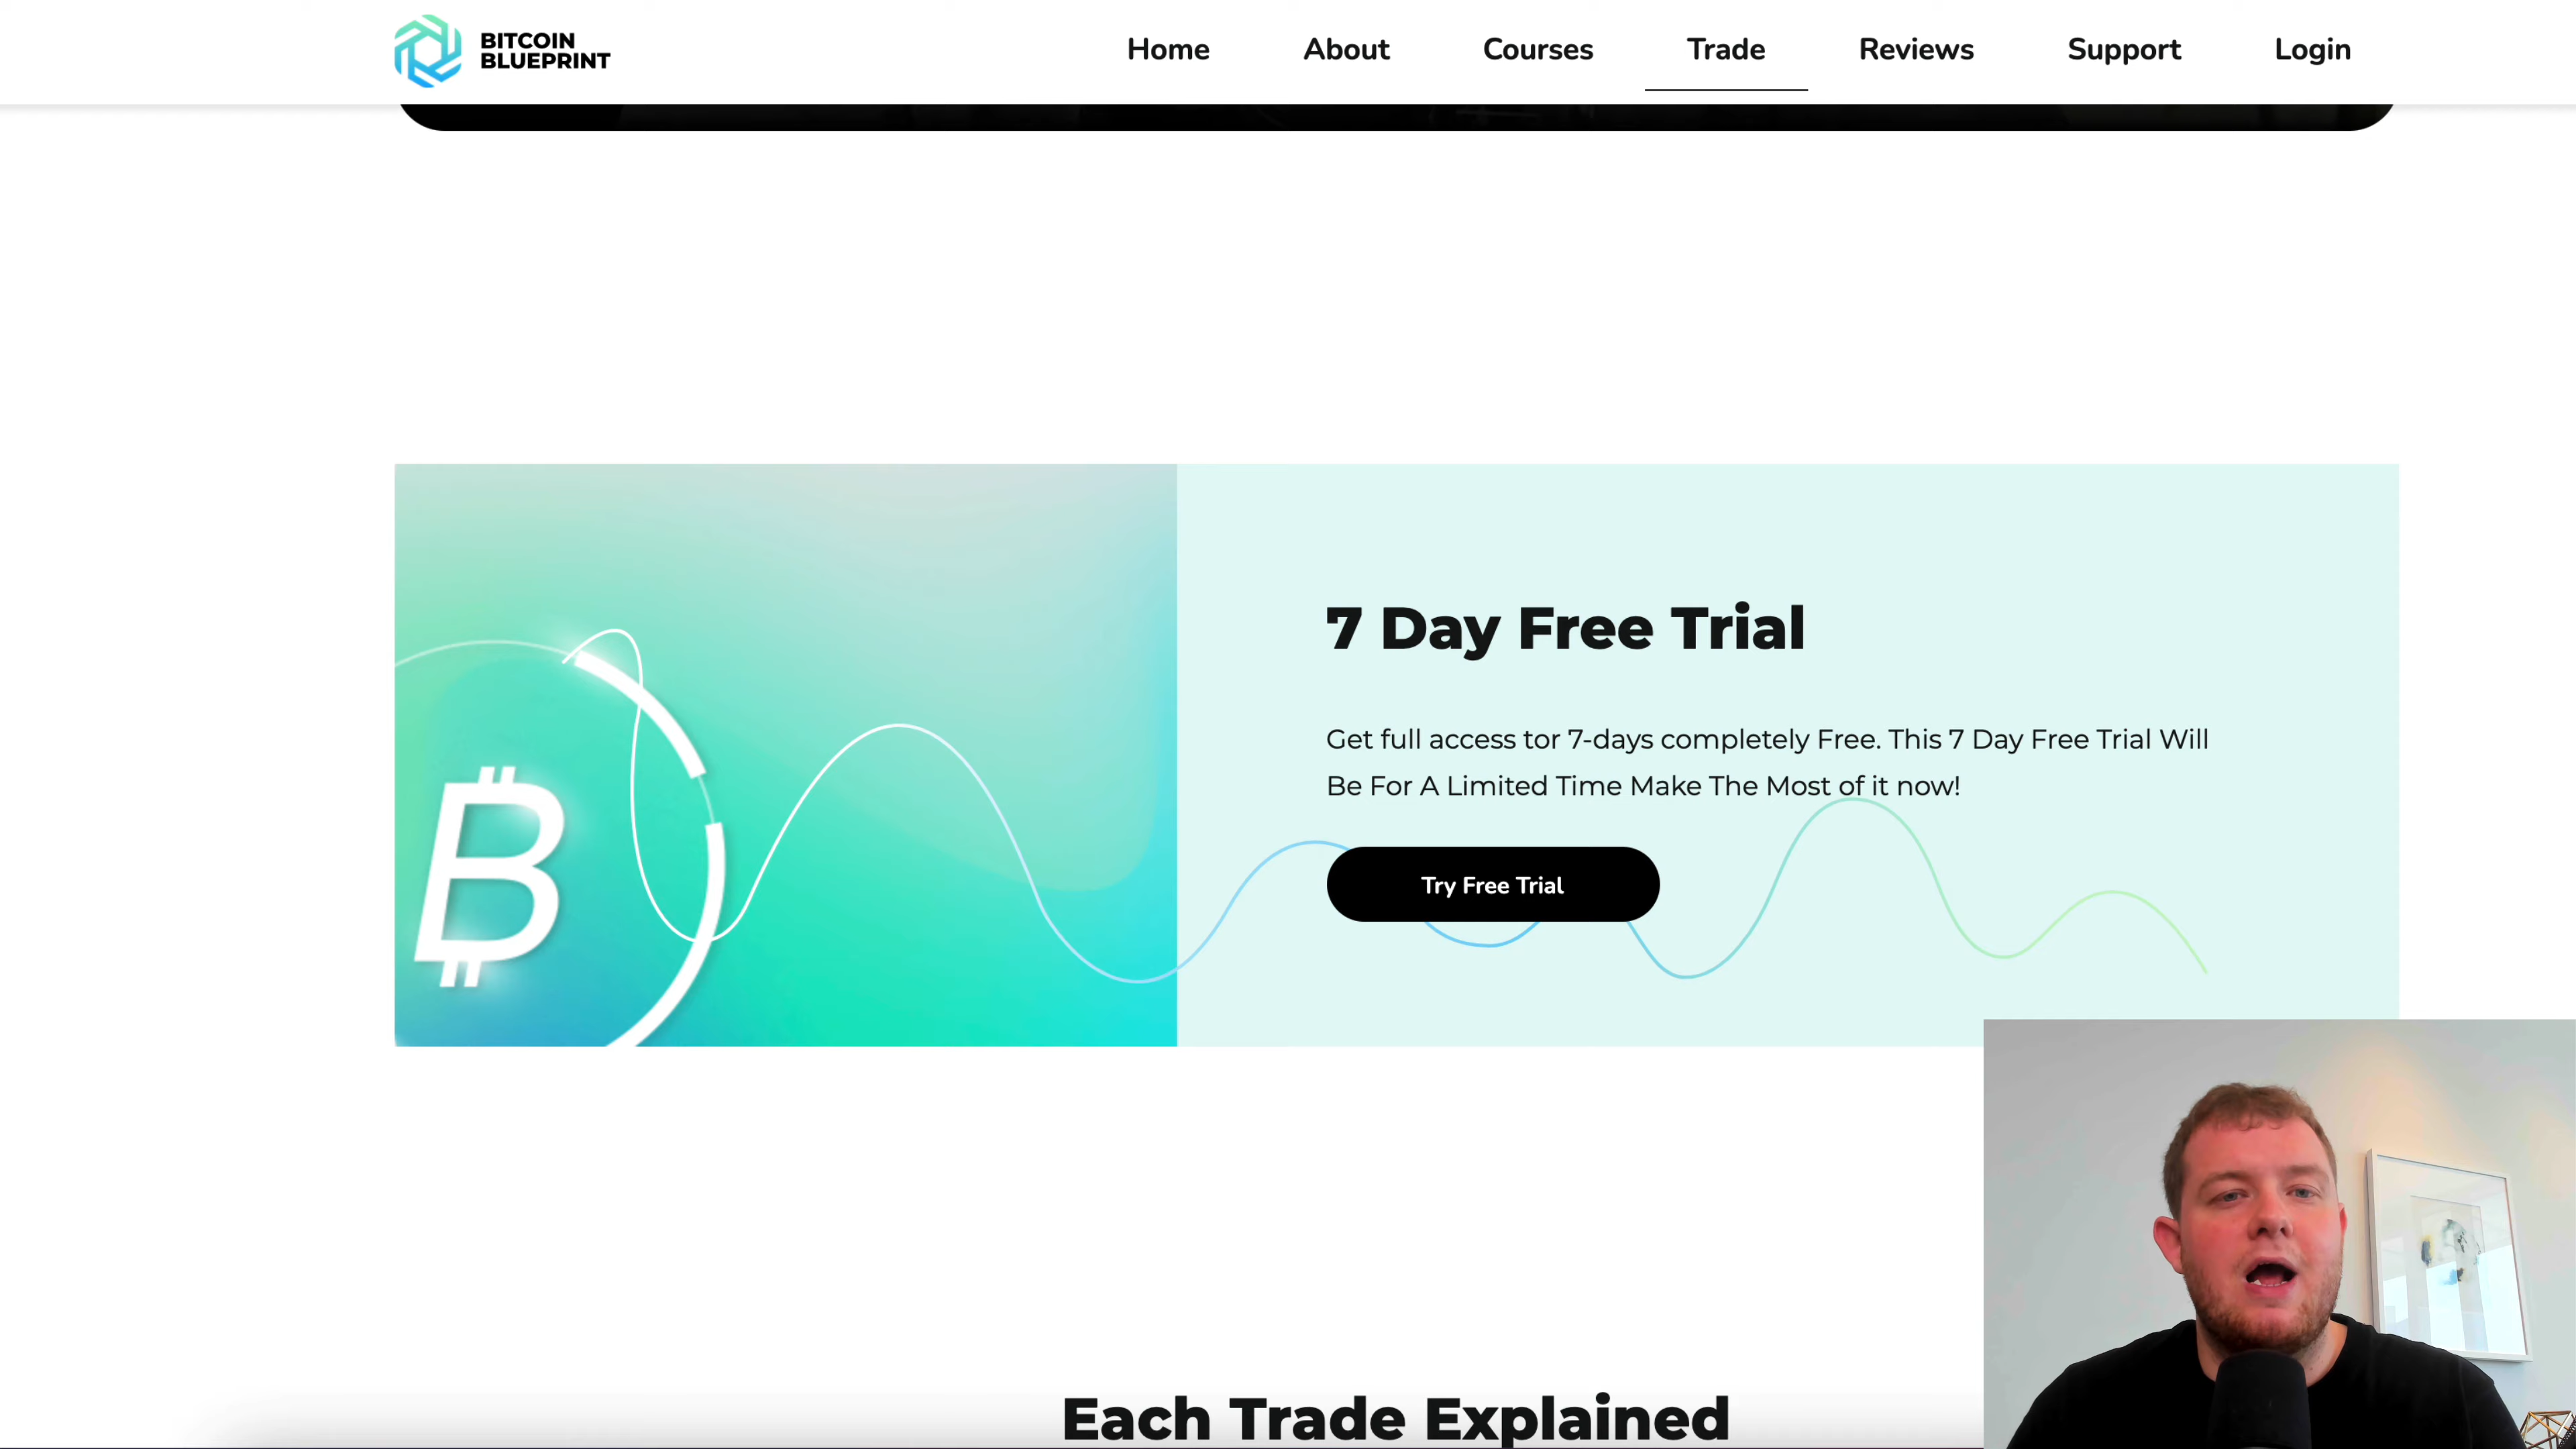 BITCOIN
BLUEPRINT
Home About Courses Trade Reviews Support Login
7 Day Free Trial
Get full access tor 7-days completely Free. This 7 Day Free Trial Will
Be For A Limited Time Make The Most of it now!
Try Free Trial
Each Trade Explained